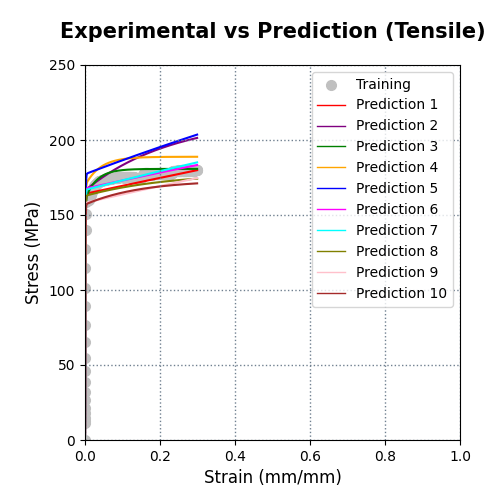 Experimental vs Prediction (Tensile)
250
200
150
100
50
0
Stress (MPa)
0.0
0.2
0.4
0.6
0.8
1.0
Strain (mm/mm)
Training
Prediction 1
Prediction 2
Prediction 3
Prediction 4
Prediction 5
Prediction 6
Prediction 7
Prediction 8
Prediction 9
Prediction 10